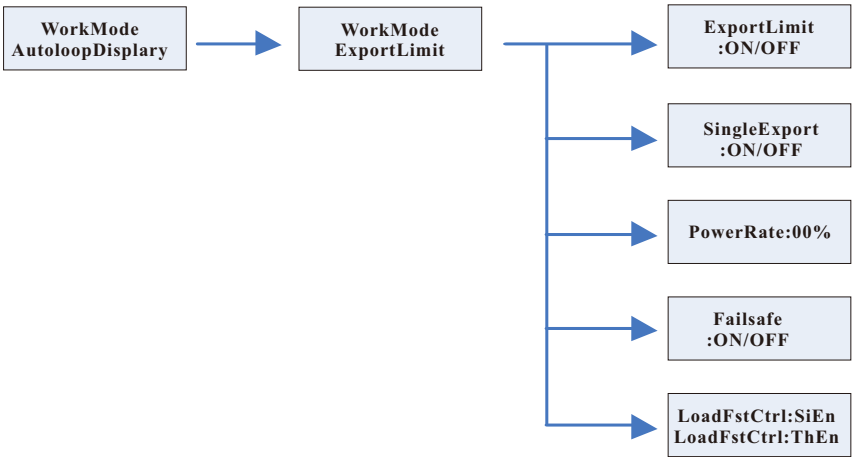 WorkMode
AutoloopDisplary
WorkMode
ExportLimit
ExportLimit
:ON/OFF
SingleExport
:ON/OFF
PowerRate:00%
Failsafe
:ON/OFF
LoadFstCtrl:SiEn
LoadFstCtrl:ThEn